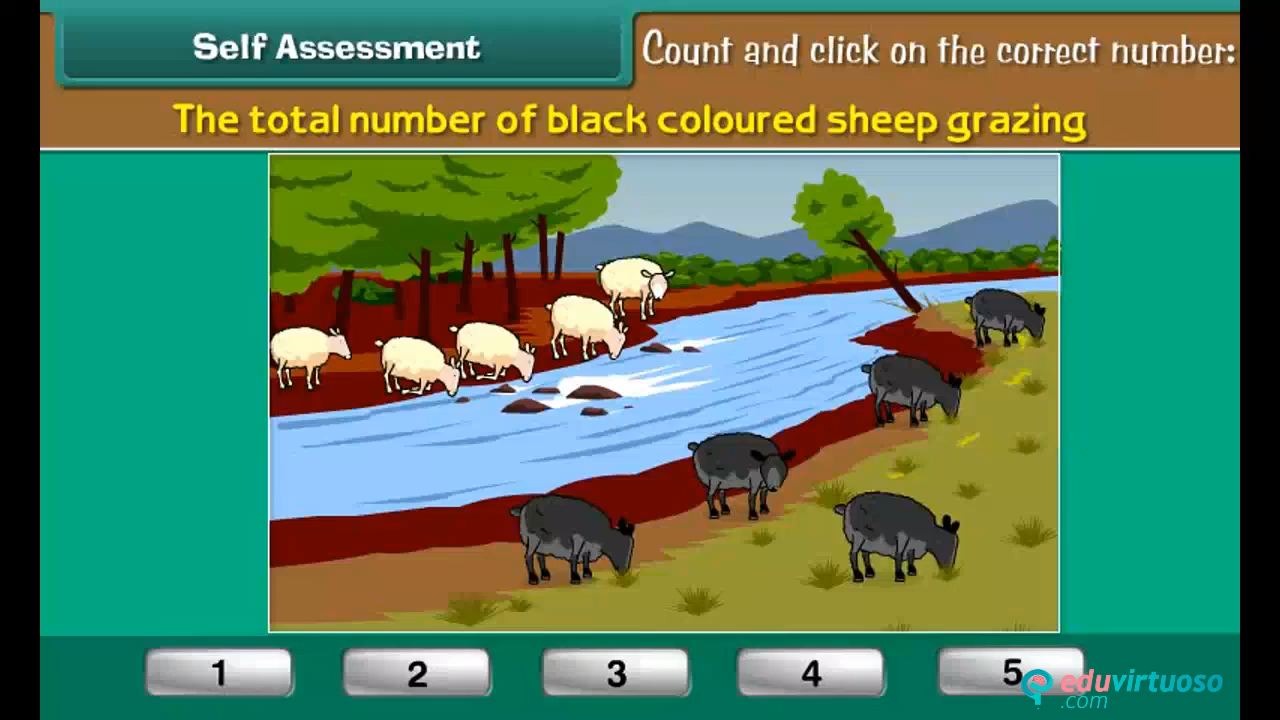 Self Assessment
Count and click on the correct number:
The total number of black coloured sheep grazing
1
2
3
4
5
eduvirtuoso
.com